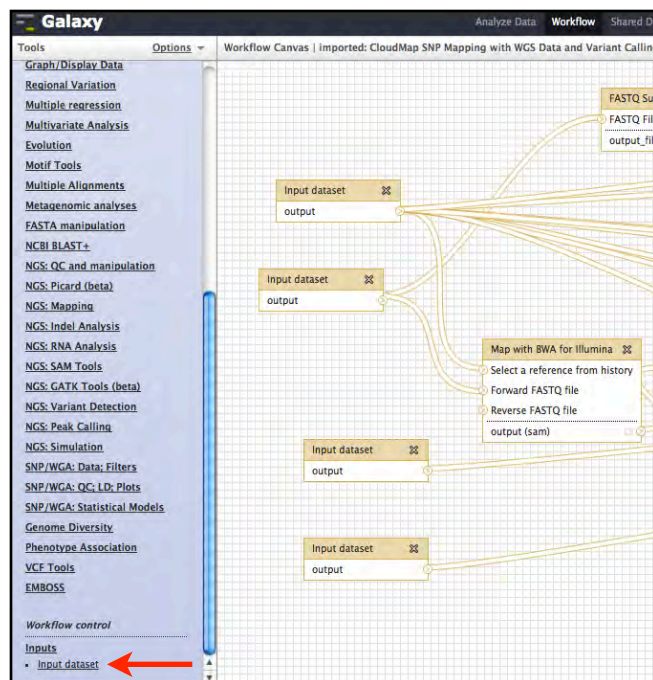 Galaxy
Analyze Data Workflow Shared D
Tools Options
Workflow Canvas | imported: CloudMap SNP Mapping with WGS Data and Variant Callin
Graph/Display Data
Regional Variation
Multiple regression
Multivariate Analysis
Evolution
Motif Tools
Multiple Alignments
Metagenomic analyses
FASTA manipulation
NCBI BLAST+
NGS: QC and manipulation
NGS: Picard (beta)
NGS: Mapping
NGS: Indel Analysis
NGS: RNA Analysis
NGS: SAM Tools
NGS: GATK Tools (beta)
NGS: Variant Detection
NGS: Peak Calling
NGS: Simulation
SNP/WGA: Data; Filters
SNP/WGA: QC; LD; Plots
SNP/WGA: Statistical Models
Genome Diversity
Phenotype Association
VCF Tools
EMBOSS
Workflow control
Inputs
Input dataset
FASTQ Su
FASTQ Fil
output_fil
Input dataset
output
Input dataset
output
Map with BWA for Illumina
Select a reference from history
Forward FASTQ file
Reverse FASTQ file
output (sam)
Input dataset
output
Input dataset
output